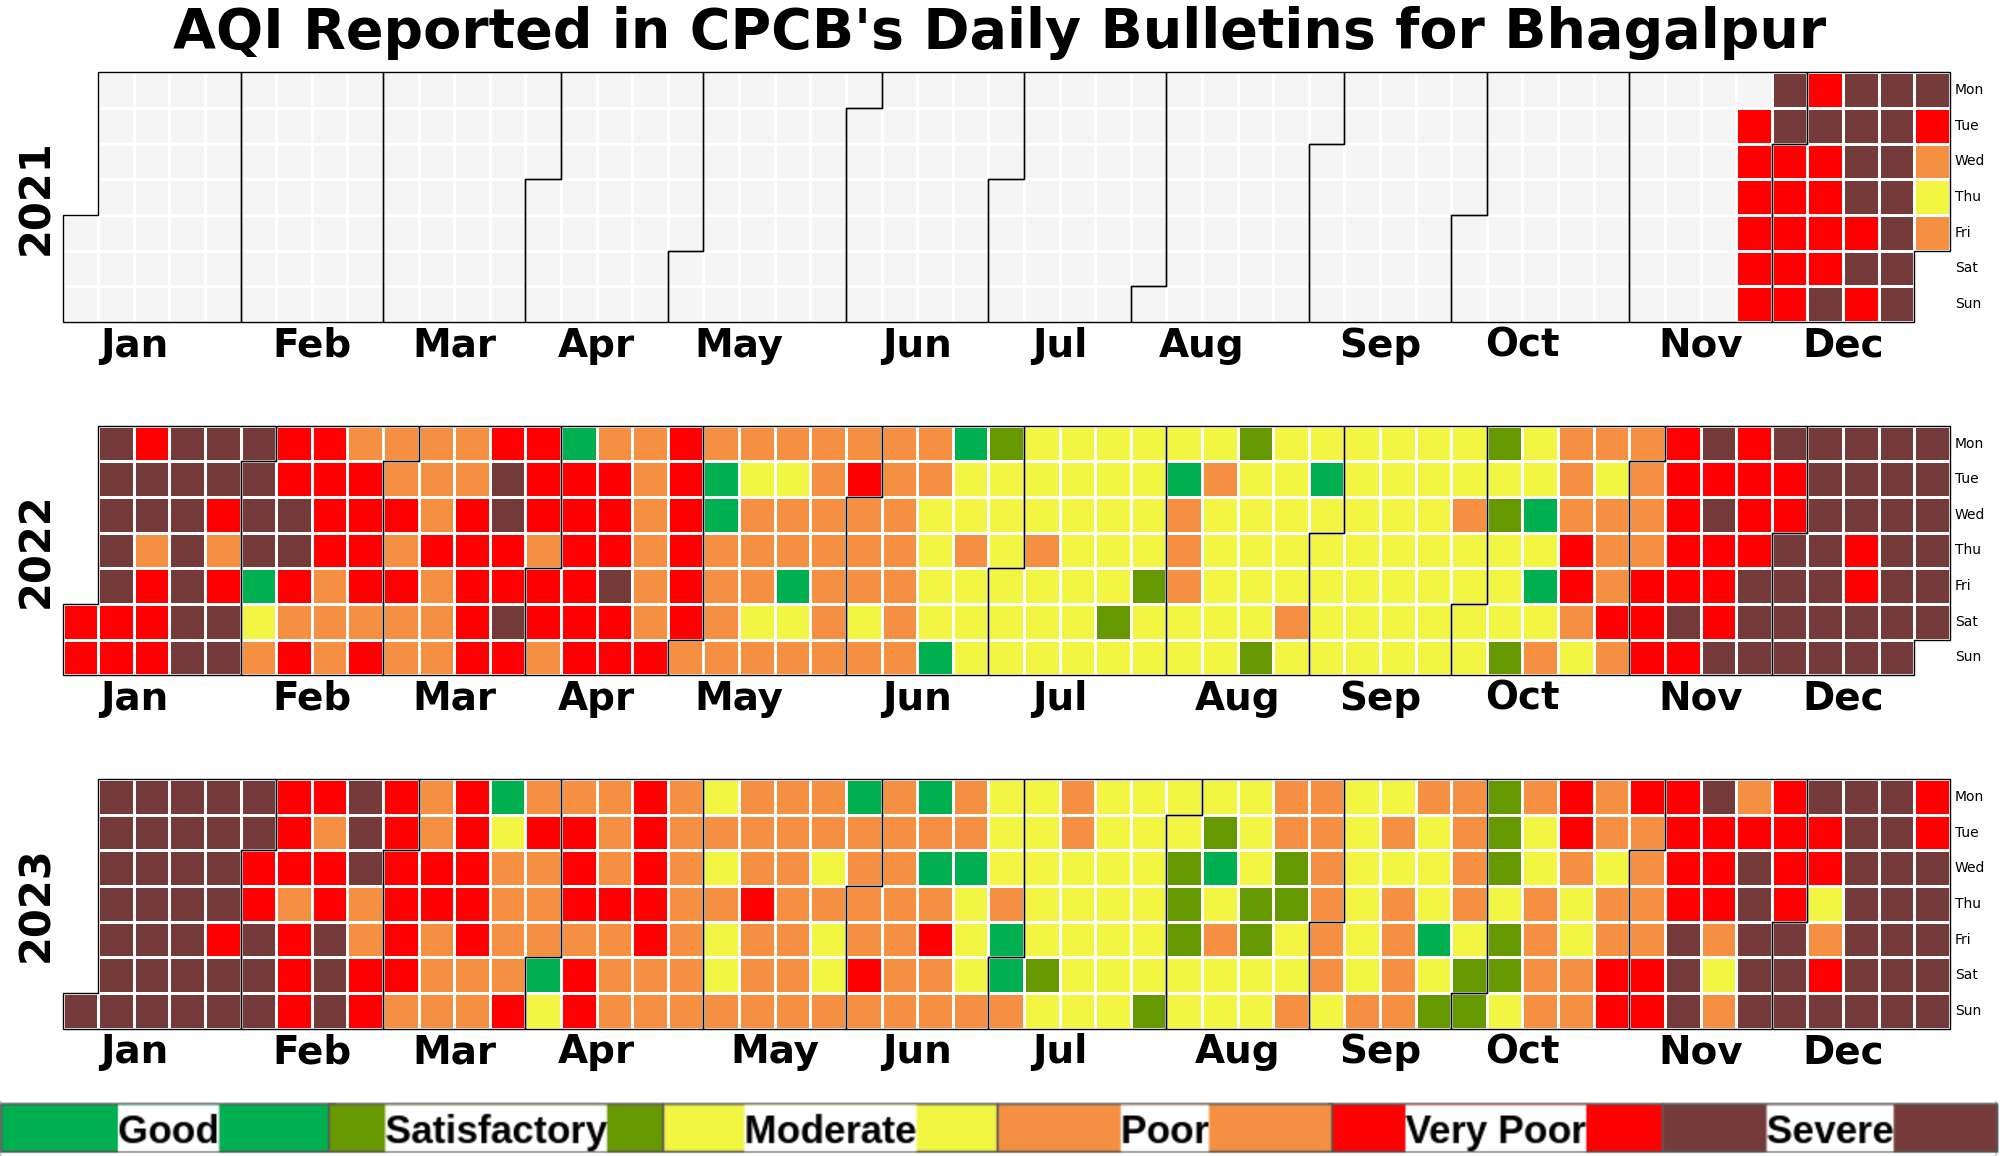 AQI Reported in CPCB's Daily Bulletins for Bhagalpur
2021
Mon
Tue
Wed
Thu
Fri
Sat
Sun
Jan Feb Mar Apr May Jun Jul Aug Sep Oct Nov Dec
2022
Mon
Tue
Wed
Thu
Fri
Sat
Sun
Jan Feb Mar Apr May Jun Jul Aug Sep Oct Nov Dec
2023
Mon
Tue
Wed
Thu
Fri
Sat
Sun
Jan Feb Mar Apr May Jun Jul Aug Sep Oct Nov Dec
Good Satisfactory Moderate Poor Very Poor Severe